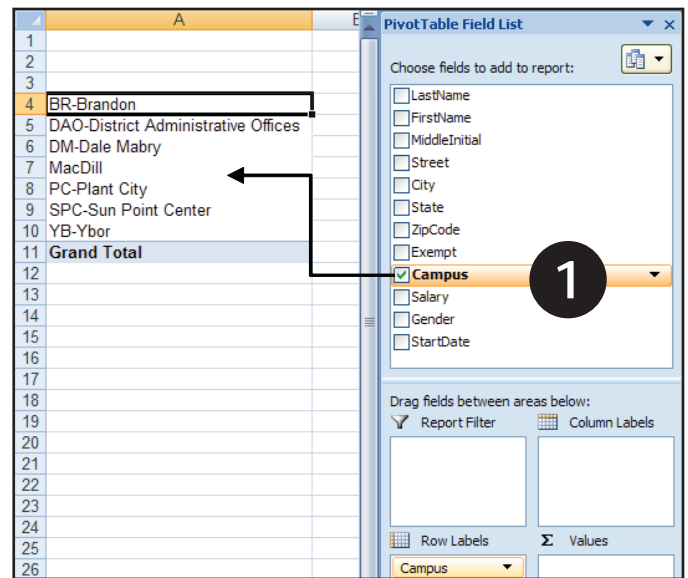 A
1
2
3
4 BR-Brandon
5 DAO-District Administrative Offices
6 DM-Dale Mabry
7 MacDill
8 PC-Plant City
9 SPC-Sun Point Center
10 YB-Ybor
11 Grand Total
12
13
14
15
16
17
18
19
20
21
22
23
24
25
26
PivotTable Field List
Choose fields to add to report:
LastName
FirstName
MiddleInitial
Street
City
State
ZipCode
Exempt
Campus
1
Salary
Gender
StartDate
Drag fields between areas below:
Report Filter
Column Labels
Row Labels
Σ Values
Campus